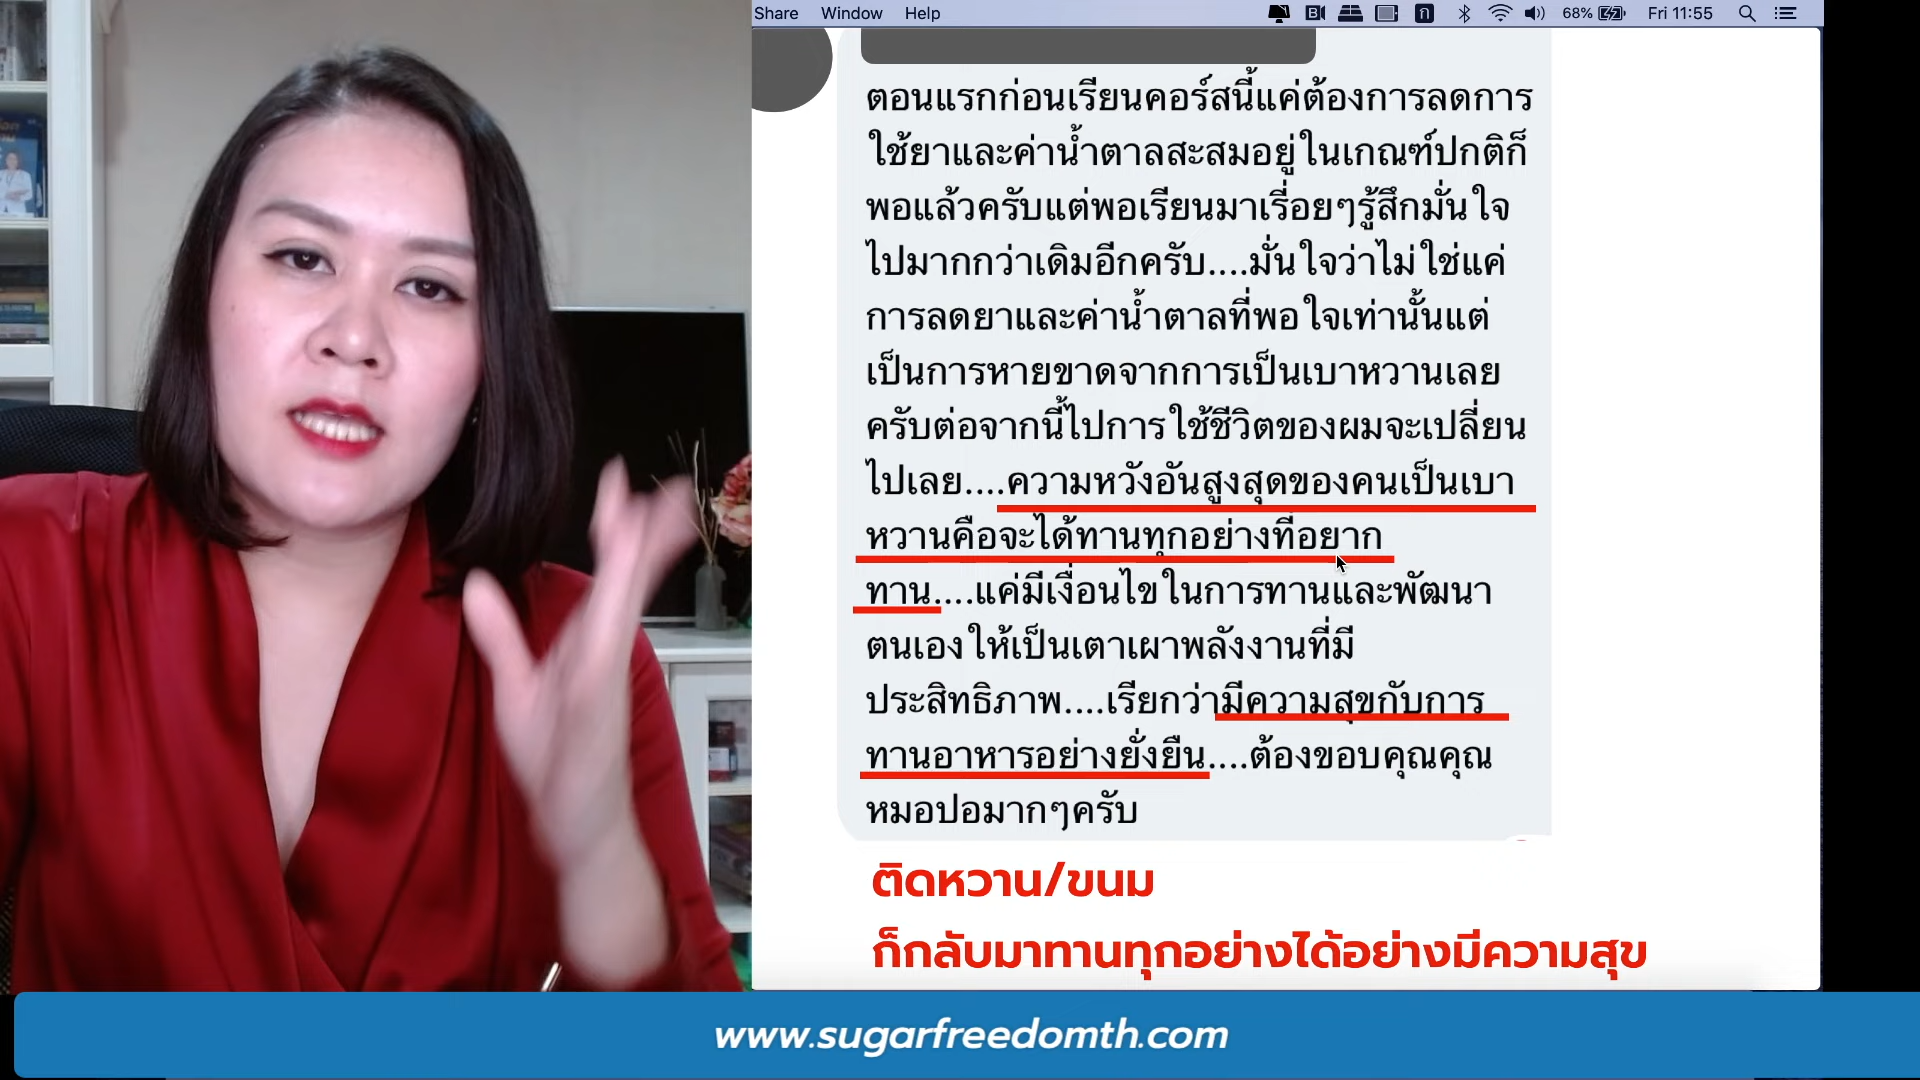 Share Window Help 68% Fri 11:55
ตอนแรกก่อนเรียนคอร์สนี้แค่ต้องการลดการ
ใช้ยาและค่าน้ำตาลสะสมอยู่ในเกณฑ์ปกติก็
พอแล้วครับแต่พอเรียนมาเรื่อยๆรู้สึกมั่นใจ
ไปมากกว่าเดิมอีกครับ....มั่นใจว่าไม่ใช่แค่
การลดยาและค่าน้ำตาลที่พอใจเท่านั้นแต่
เป็นการหายขาดจากการเป็นเบาหวานเลย
ครับต่อจากนี้ไปการใช้ชีวิตของผมจะเปลี่ยน
ไปเลย....ความหวังอันสูงสุดของคนเป็นเบา
หวานคือจะได้ทานทุกอย่างที่อยาก
ทาน....แค่มีเงื่อนไขในการทานและพัฒนา
ตนเองให้เป็นเตาเผาพลังงานที่มี
ประสิทธิภาพ....เรียกว่ามีความสุขกับการ
ทานอาหารอย่างยั่งยืน....ต้องขอบคุณคุณ
หมอปอมากๆครับ
ติดหวาน/ขนม
ก็กลับมาทานทุกอย่างได้อย่างมีความสุข
www.sugarfreedomth.com